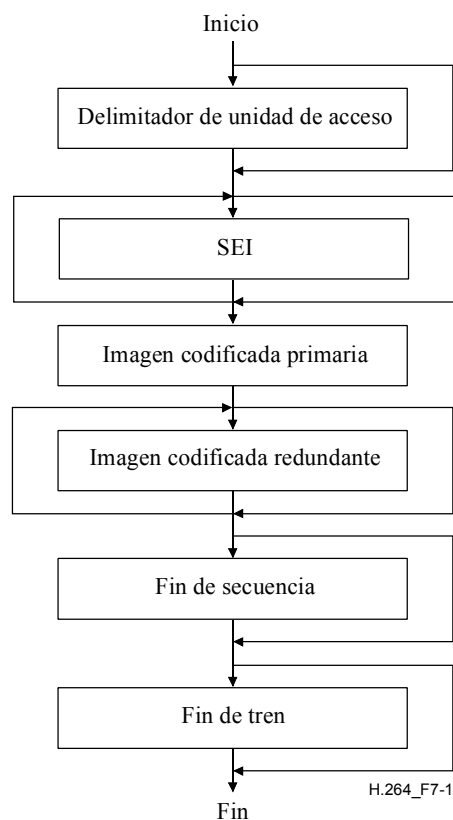 Inicio
Delimitador de unidad de acceso
SEI
Imagen codificada primaria
Imagen codificada redundante
Fin de secuencia
Fin de tren
H.264_F7-1
Fin